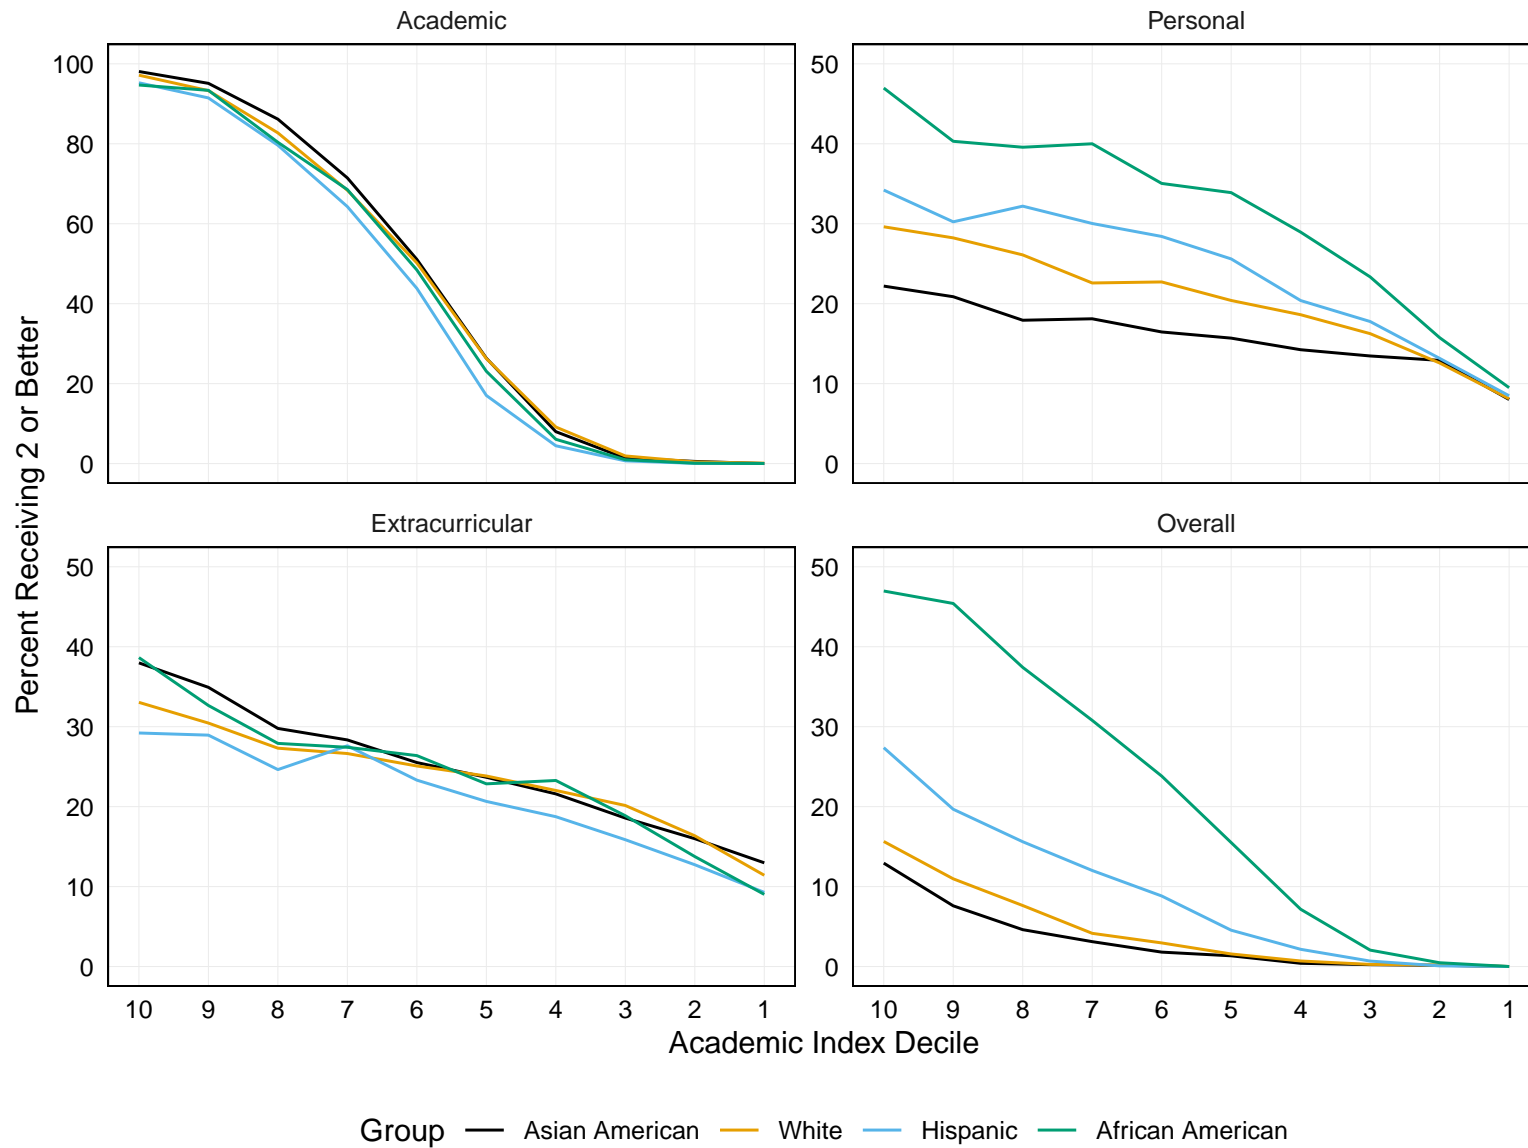 Academic
Personal
100
80
60
40
20
0
50
40
30
20
10
0
Percent Receiving 2 or Better
Extracurricular
Overall
50
40
30
20
10
0
50
40
30
20
10
0
10 9 8 7 6 5 4 3 2 1
10 9 8 7 6 5 4 3 2 1
Academic Index Decile
Group Asian American White Hispanic African American